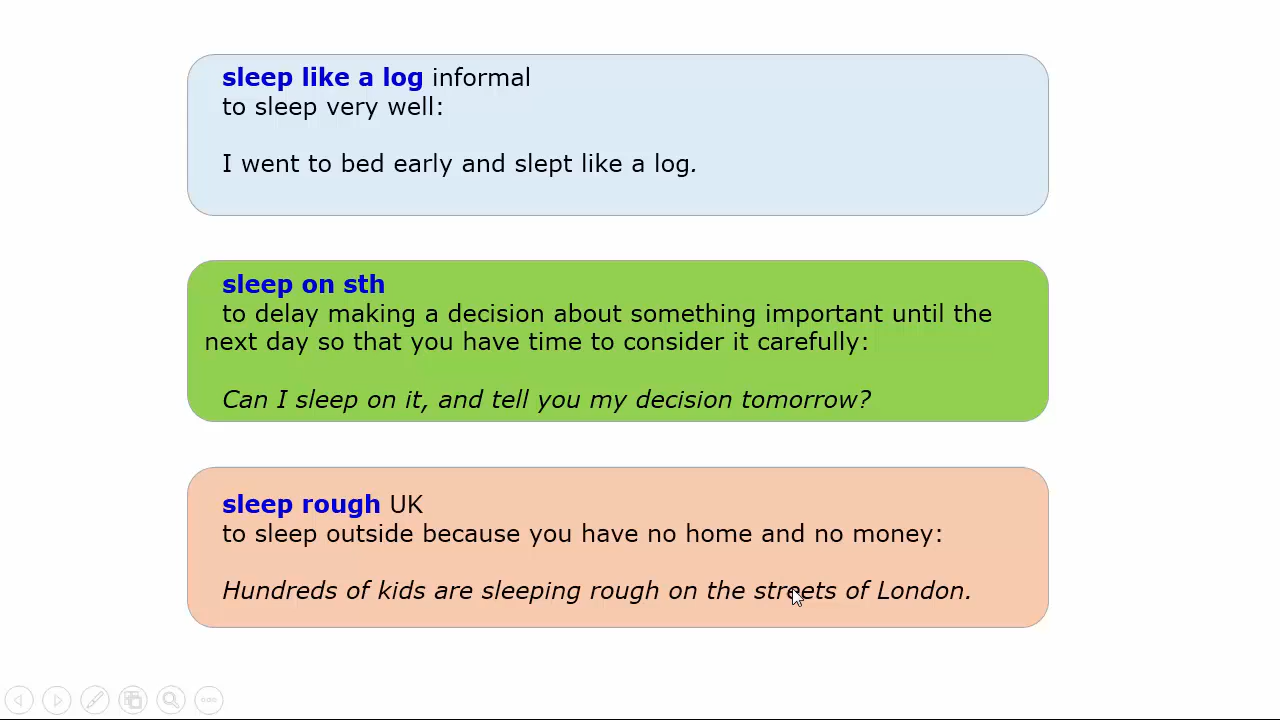 sleep like a log informal
to sleep very well:
I went to bed early and slept like a log.
sleep on sth
to delay making a decision about something important until the
next day so that you have time to consider it carefully:
Can I sleep on it, and tell you my decision tomorrow?
sleep rough UK
to sleep outside because you have no home and no money:
Hundreds of kids are sleeping rough on the streets of London.